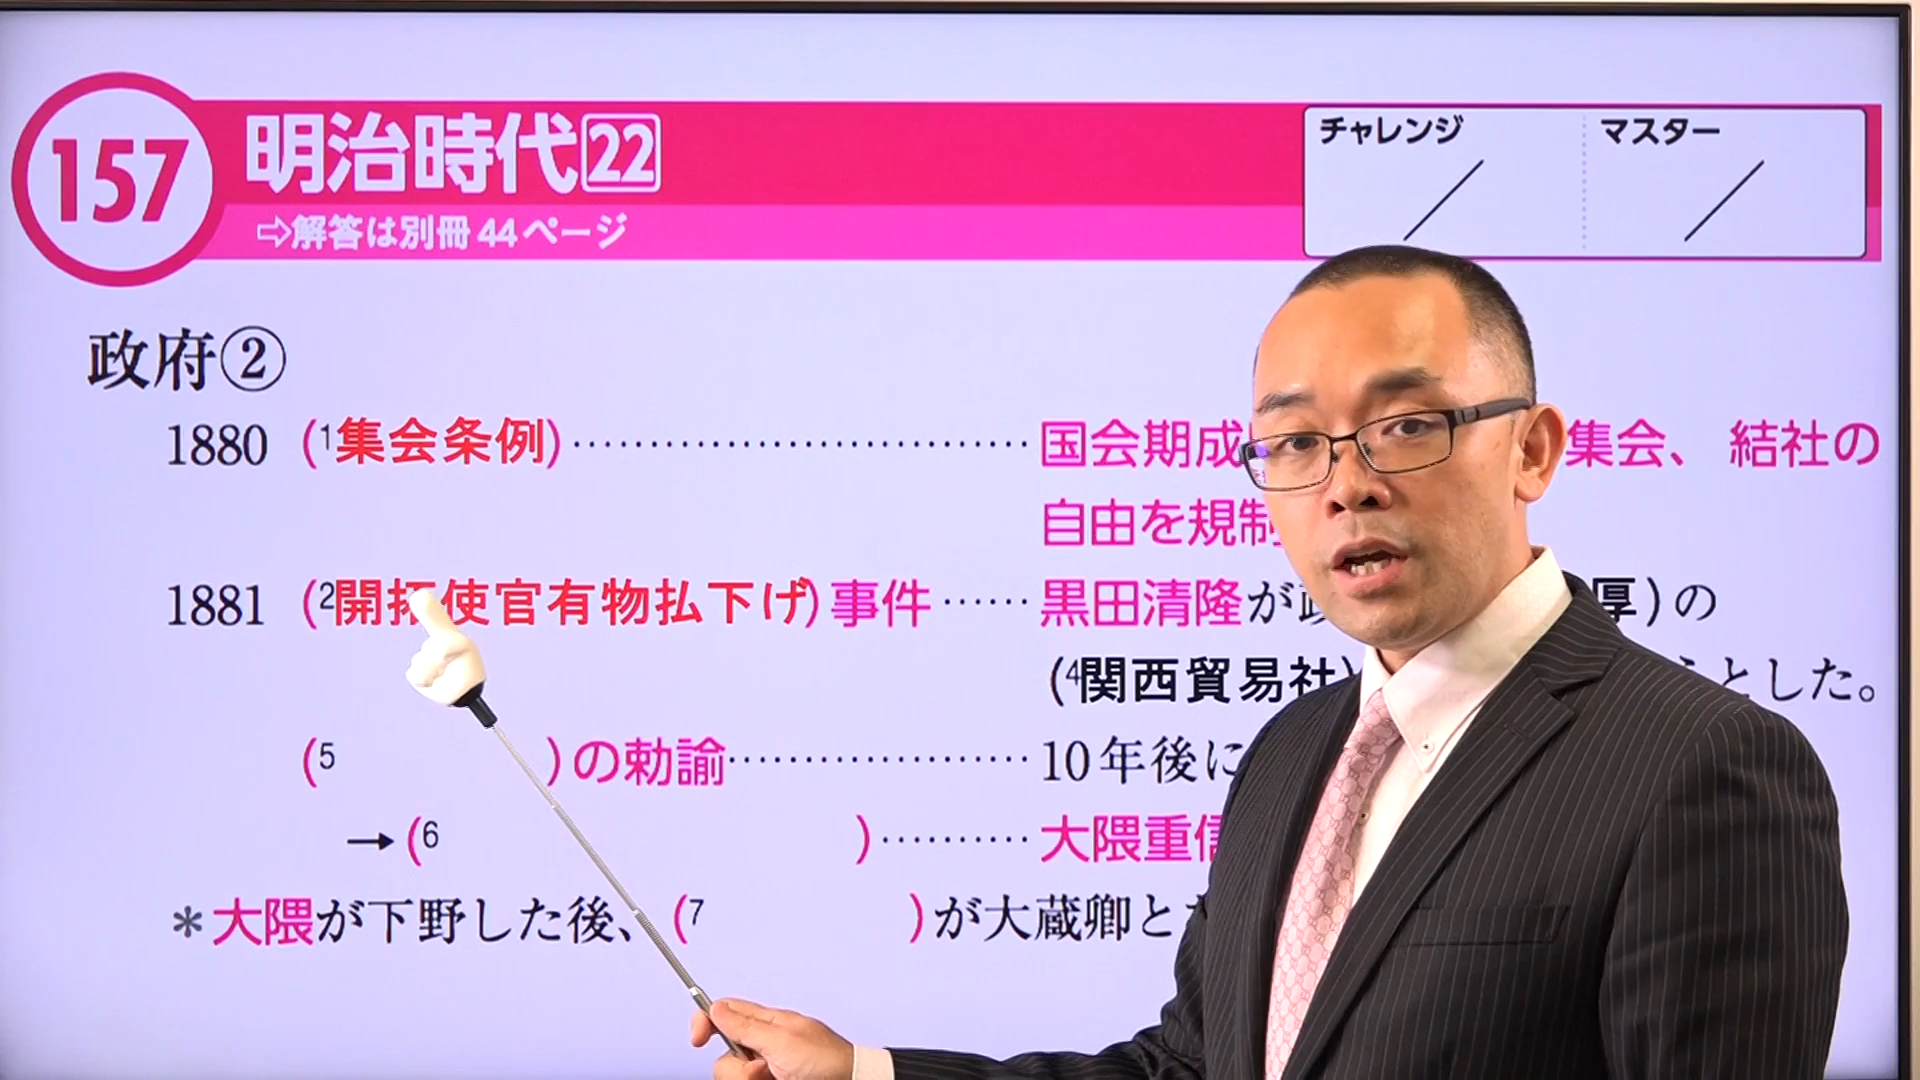 157
明治時代22
⇨解答は別冊44ページ
チャレンジ
マスター
政府②
1880 (1集会条例)……………………… 国会期成 集会、結社の
自由を規制
1881 (2開拓使官有物払下げ)事件…… 黒田清隆が 厚)の
(4関西貿易社) とした。
(5 )の勅諭………………… 10年後に
→(6 )……… 大隈重信
*大隈が下野した後、(7 )が大蔵卿と